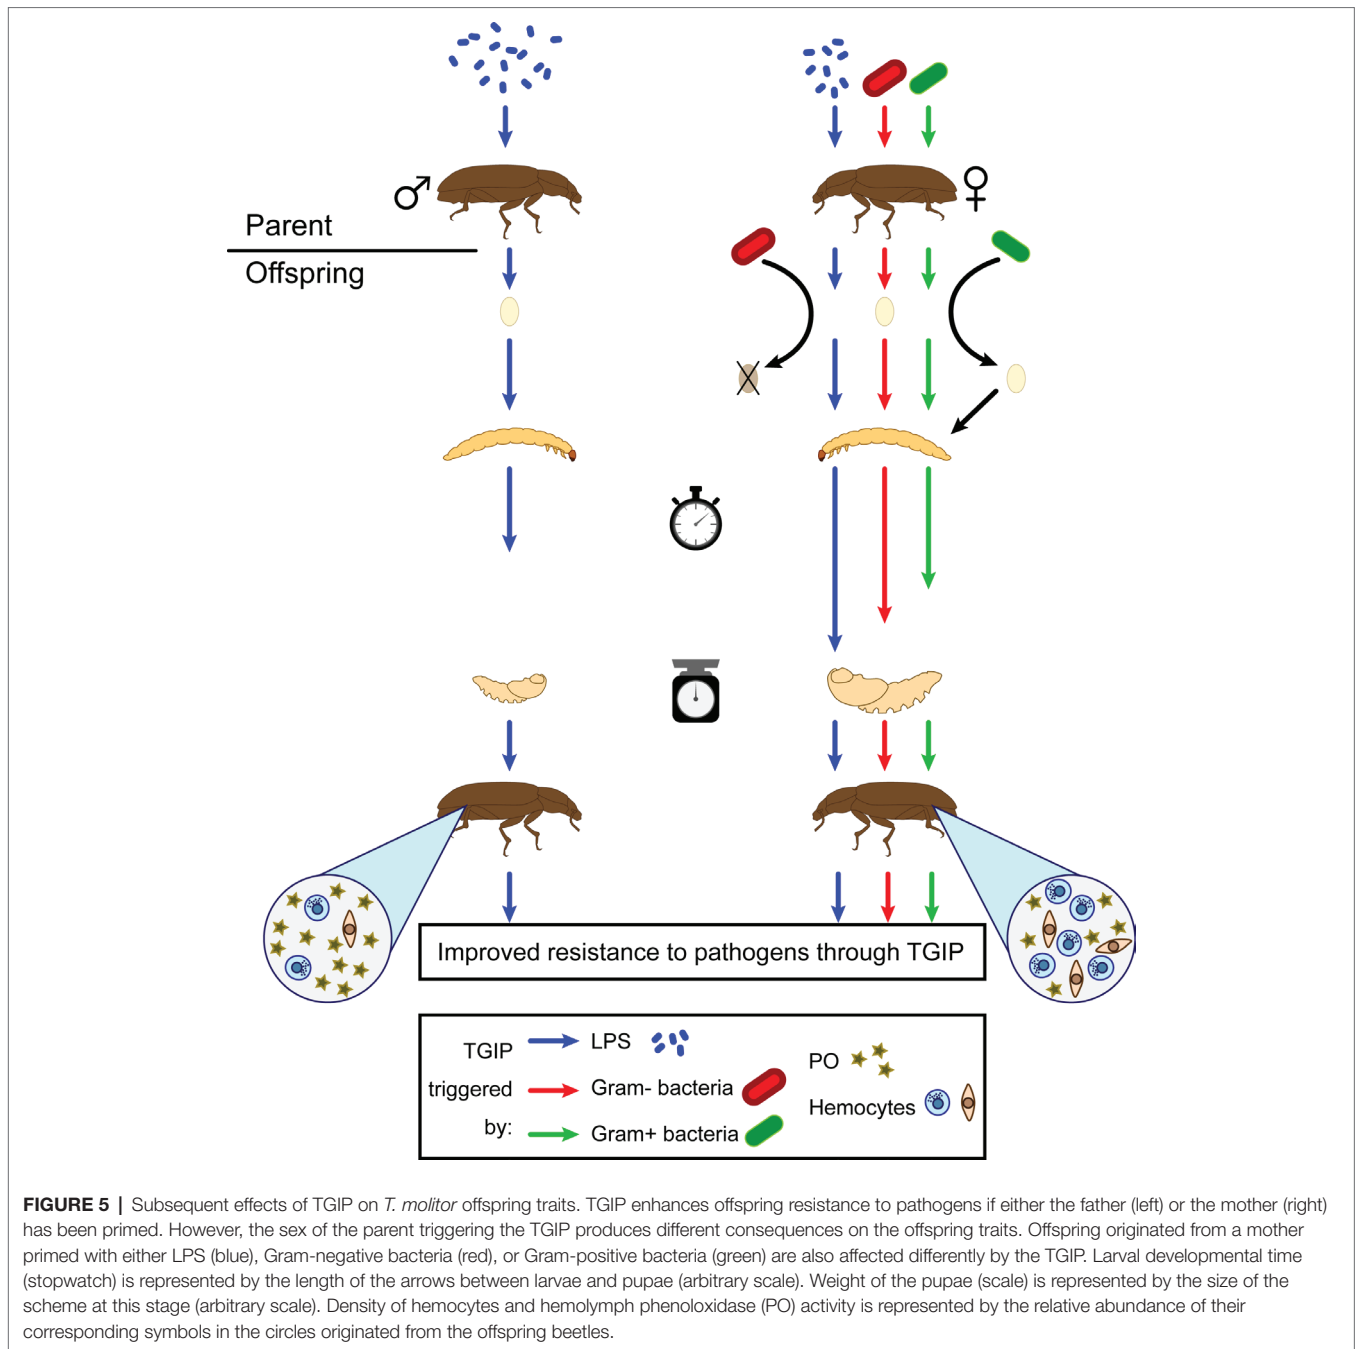 ♂
♀
Parent
Offspring
Improved resistance to pathogens through TGIP
TGIP
triggered
by:
LPS
Gram- bacteria
Gram+ bacteria
PO
Hemocytes
FIGURE 5 | Subsequent effects of TGIP on T. molitor offspring traits. TGIP enhances offspring resistance to pathogens if either the father (left) or the mother (right)
has been primed. However, the sex of the parent triggering the TGIP produces different consequences on the offspring traits. Offspring originated from a mother
primed with either LPS (blue), Gram-negative bacteria (red), or Gram-positive bacteria (green) are also affected differently by the TGIP. Larval developmental time
(stopwatch) is represented by the length of the arrows between larvae and pupae (arbitrary scale). Weight of the pupae (scale) is represented by the size of the
scheme at this stage (arbitrary scale). Density of hemocytes and hemolymph phenoloxidase (PO) activity is represented by the relative abundance of their
corresponding symbols in the circles originated from the offspring beetles.